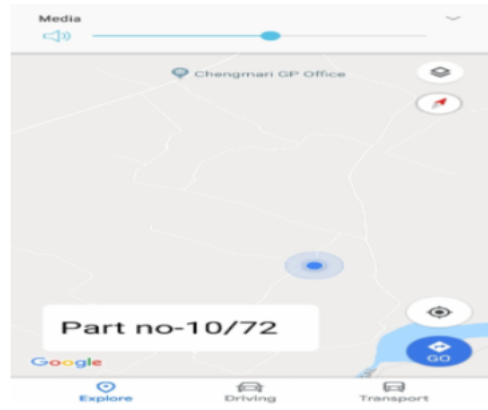 Media
Chengmari GP Office
Part no-10/72
Google
GO
Explore Driving Transport